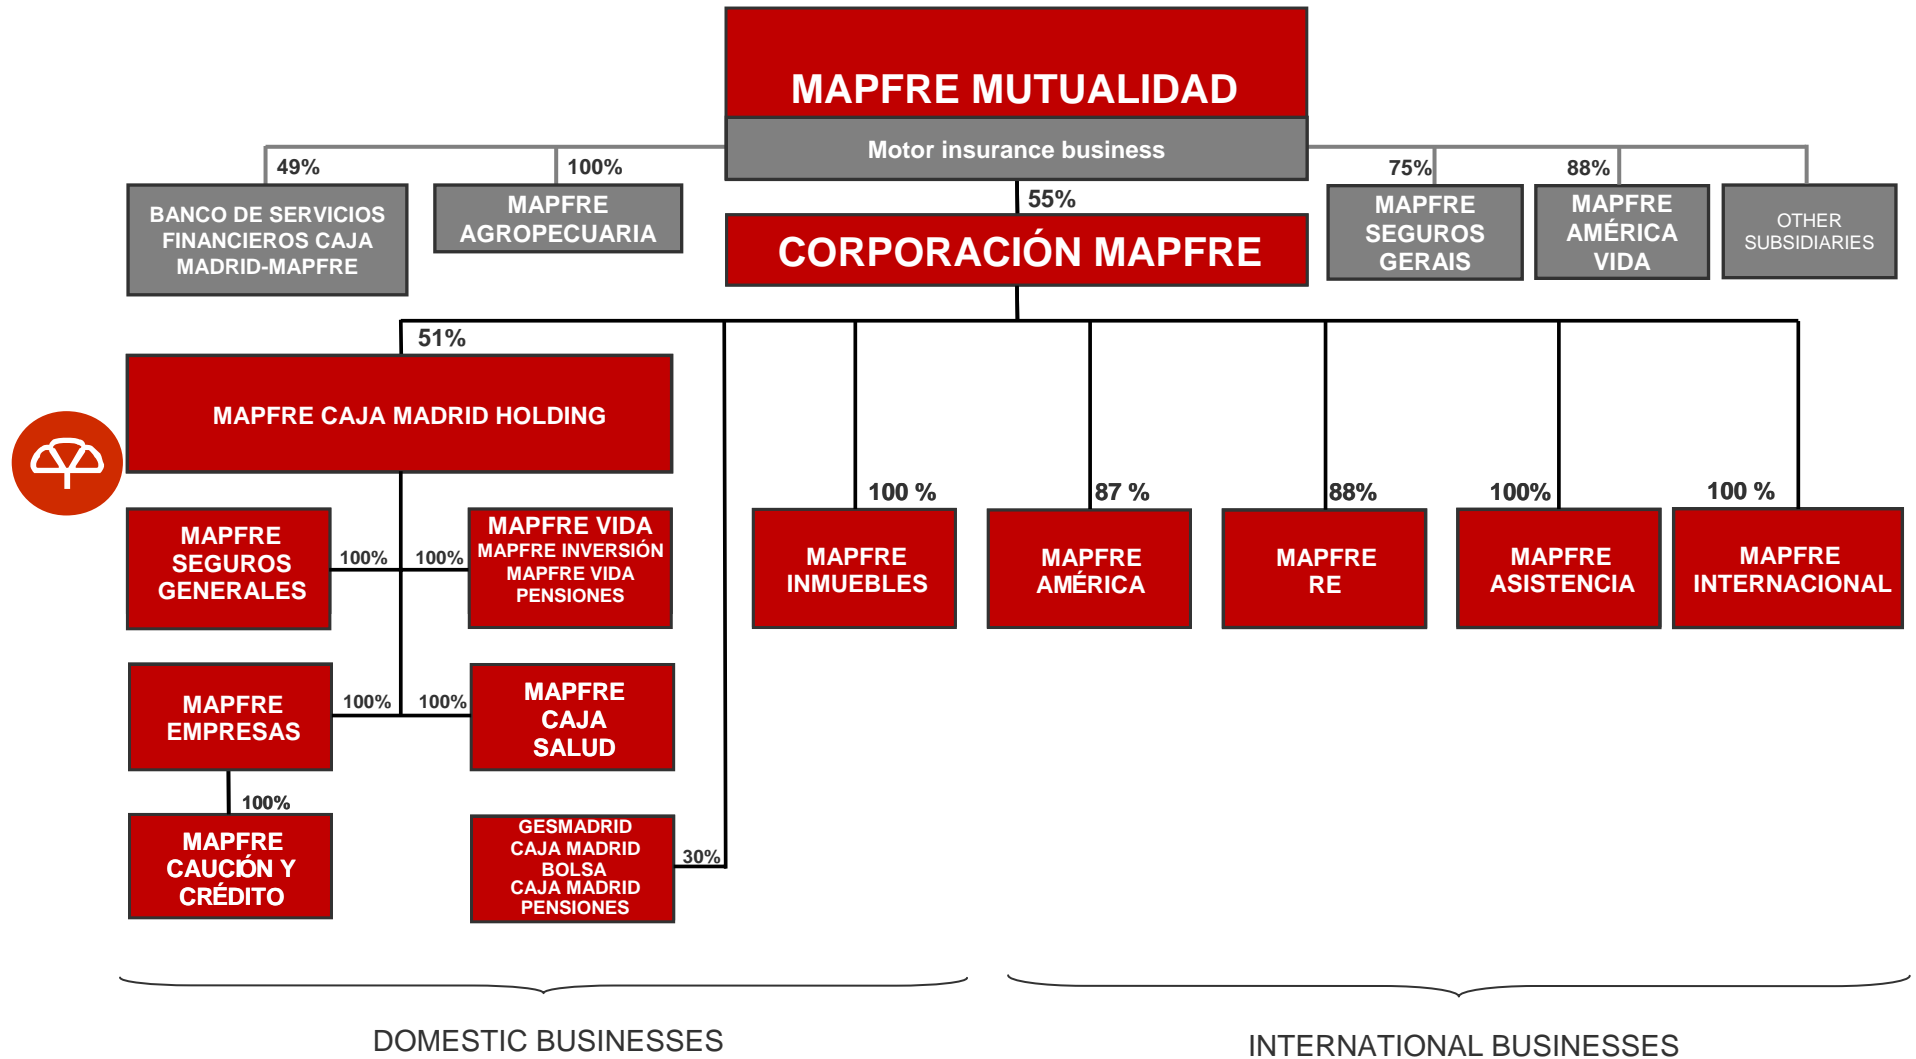 MAPFRE MUTUALIDAD
Motor insurance business
49%
100%
75%
88%
BANCO DE SERVICIOS
FINANCIEROS CAJA
MADRID-MAPFRE
MAPFRE
AGROPECUARIA
55%
CORPORACIÓN MAPFRE
MAPFRE
SEGUROS
GERAIS
MAPFRE
AMÉRICA
VIDA
OTHER
SUBSIDIARIES
51%
MAPFRE CAJA MADRID HOLDING
100 %
87 %
88%
100%
100 %
MAPFRE
SEGUROS
GENERALES
100%
100%
MAPFRE VIDA
MAPFRE INVERSIÓN
MAPFRE VIDA
PENSIONES
MAPFRE
INMUEBLES
MAPFRE
AMÉRICA
MAPFRE
RE
MAPFRE
ASISTENCIA
MAPFRE
INTERNACIONAL
MAPFRE
EMPRESAS
100%
100%
MAPFRE
CAJA
SALUD
100%
MAPFRE
CAUCIÓN Y
CRÉDITO
GESMADRID
CAJA MADRID
BOLSA
CAJA MADRID
PENSIONES
30%
DOMESTIC BUSINESSES
INTERNATIONAL BUSINESSES